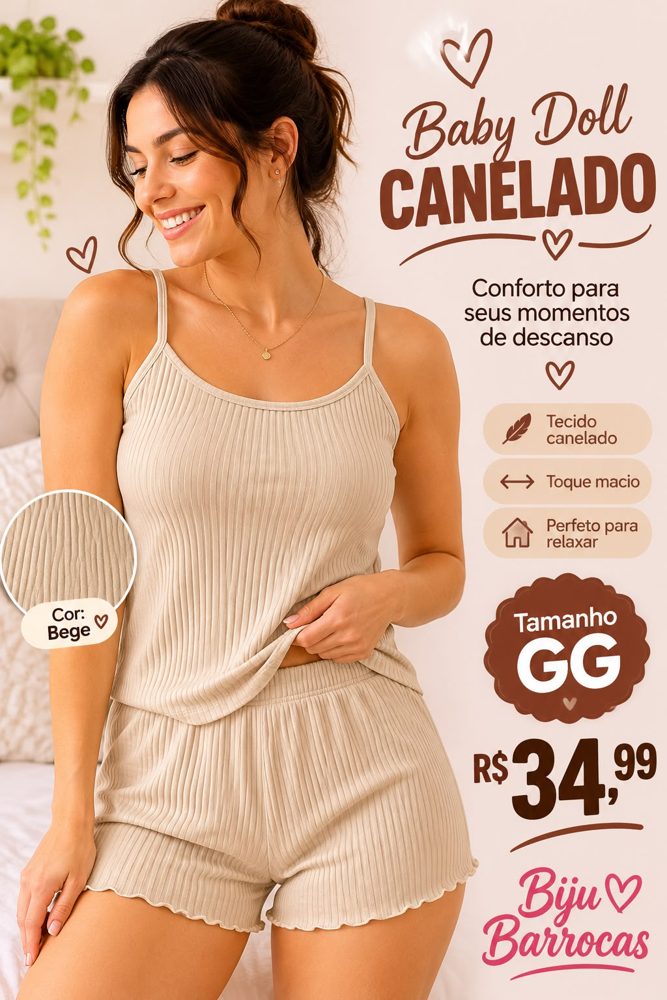 Baby Doll
CANELADO
Conforto para
seus momentos
de descanso
Tecido
canelado
Toque macio
Perfeto para
relaxar
Cor:
Bege
Tamanho
GG
R$34,99
Biju
Barrocas